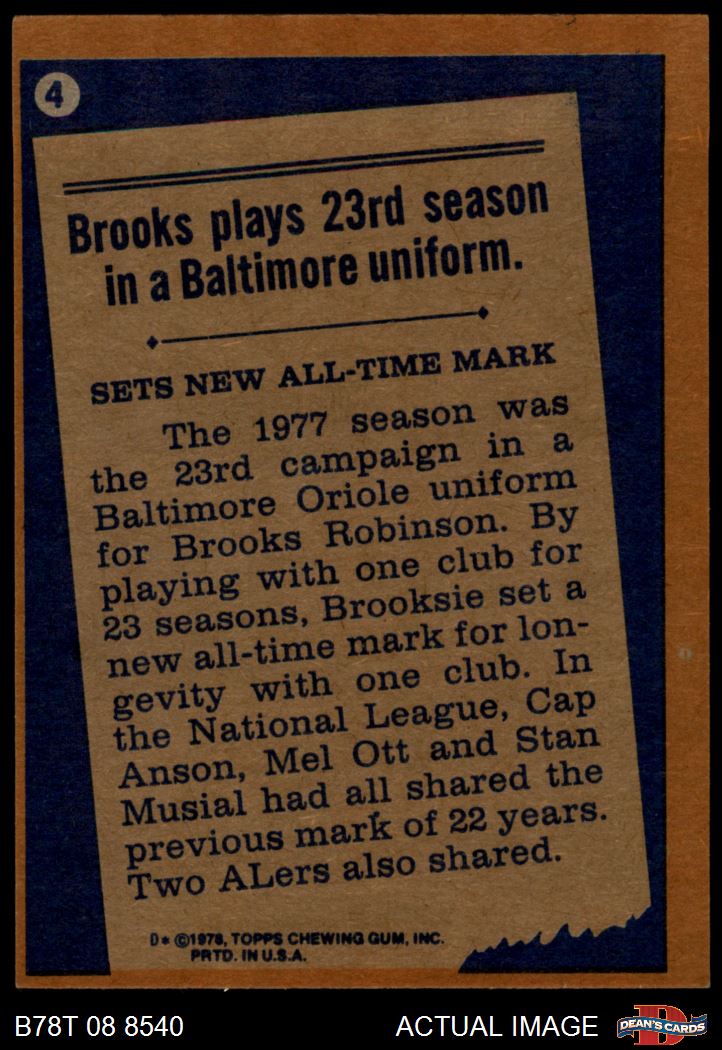 4
Brooks plays 23rd season
in a Baltimore uniform.
SETS NEW ALL-TIME MARK
The 1977 season was
the 23rd campaign in a
Baltimore Oriole uniform
for Brooks Robinson. By
playing with one club for
23 seasons, Brooksie set a
new all-time mark for lon-
gevity with one club. In
the National League, Cap
Anson, Mel Ott and Stan
Musial had all shared the
previous mark of 22 years.
Two ALers also shared.
D* ©1978, TOPPS CHEWING GUM, INC.
PRTD. IN U.S.A.
B78T 08 8540
ACTUAL IMAGE
D
DEAN'S CARDS